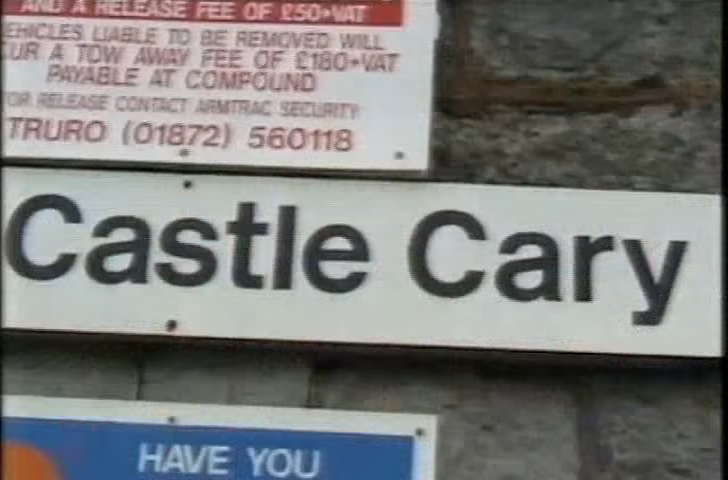 AND A RELEASE FEE OF £50+VAT
VEHICLES LIABLE TO BE REMOVED WILL
INCUR A TOW AWAY FEE OF £180+VAT
PAYABLE AT COMPOUND
FOR RELEASE CONTACT ARMTRAC SECURITY
TRURO (01872) 560118
Castle Cary
HAVE YOU